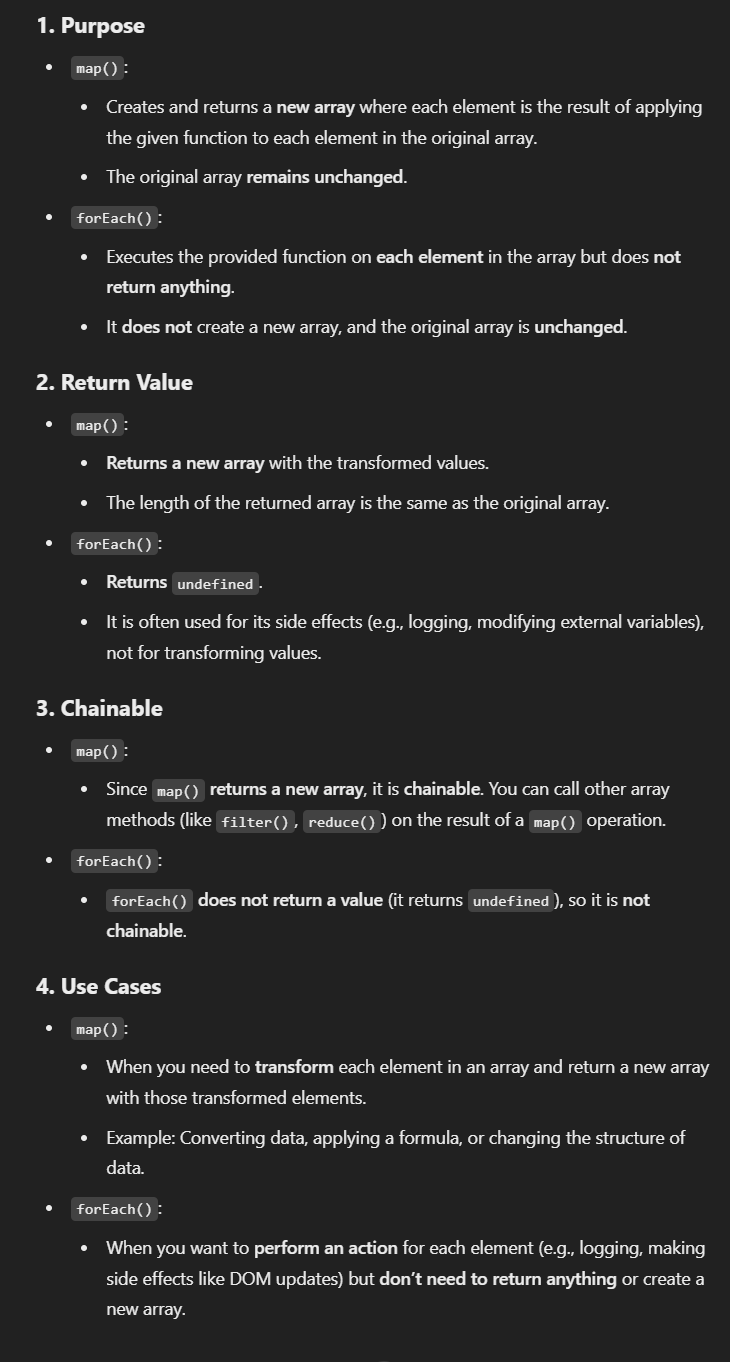 1. Purpose
• map():
• Creates and returns a new array where each element is the result of applying
the given function to each element in the original array.
• The original array remains unchanged.
• forEach():
• Executes the provided function on each element in the array but does not
return anything.
• It does not create a new array, and the original array is unchanged.
2. Return Value
• map():
• Returns a new array with the transformed values.
• The length of the returned array is the same as the original array.
• forEach():
• Returns undefined.
• It is often used for its side effects (e.g., logging, modifying external variables),
not for transforming values.
3. Chainable
• map():
• Since map() returns a new array, it is chainable. You can call other array
methods (like filter(), reduce()) on the result of a map() operation.
• forEach():
• forEach() does not return a value (it returns undefined), so it is not
chainable.
4. Use Cases
• map():
• When you need to transform each element in an array and return a new array
with those transformed elements.
• Example: Converting data, applying a formula, or changing the structure of
data.
• forEach():
• When you want to perform an action for each element (e.g., logging, making
side effects like DOM updates) but don’t need to return anything or create a
new array.